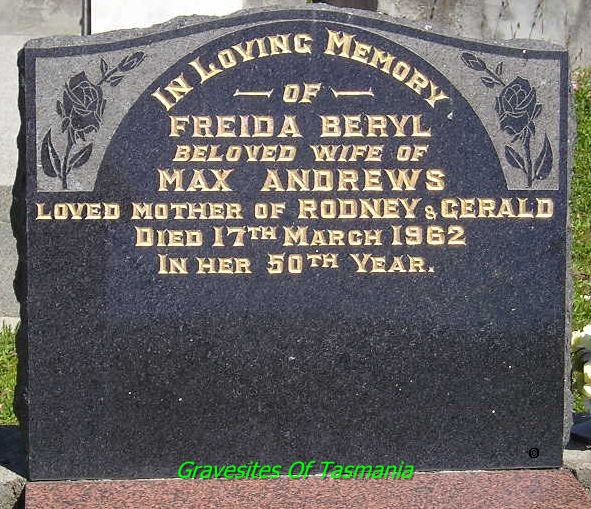 In Loving Memory
— OF —
FREIDA BERYL
BELOVED WIFE OF
MAX ANDREWS
LOVED MOTHER OF RODNEY & GERALD
DIED 17TH MARCH 1962
IN HER 50TH YEAR.
Gravesites Of Tasmania